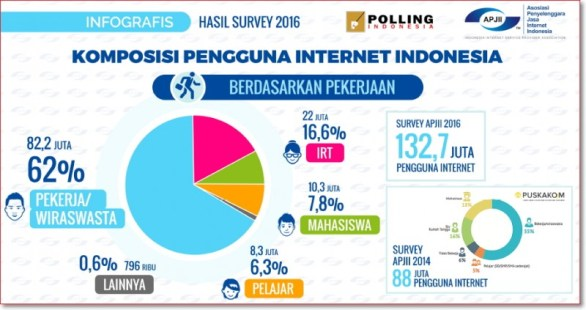 INFOGRAFIS
HASIL SURVEY 2016
POLLING
INDONESIA
APJII
Asosiasi
Penyelenggara
Jasa
Internet
Indonesia
KOMPOSISI PENGGUNA INTERNET INDONESIA
BERDASARKAN PEKERJAAN
82,2 JUTA
62%
PEKERJA/
WIRASWASTA
22 JUTA
16,6%
IRT
10,3 JUTA
7,8%
MAHASISWA
8,3 JUTA
6,3%
PELAJAR
0,6% 796 RIBU
LAINNYA
SURVEY APJII 2016
132,7 JUTA
PENGGUNA INTERNET
PUSKAKOM
SURVEY
APJII 2014
88 JUTA
PENGGUNA INTERNET